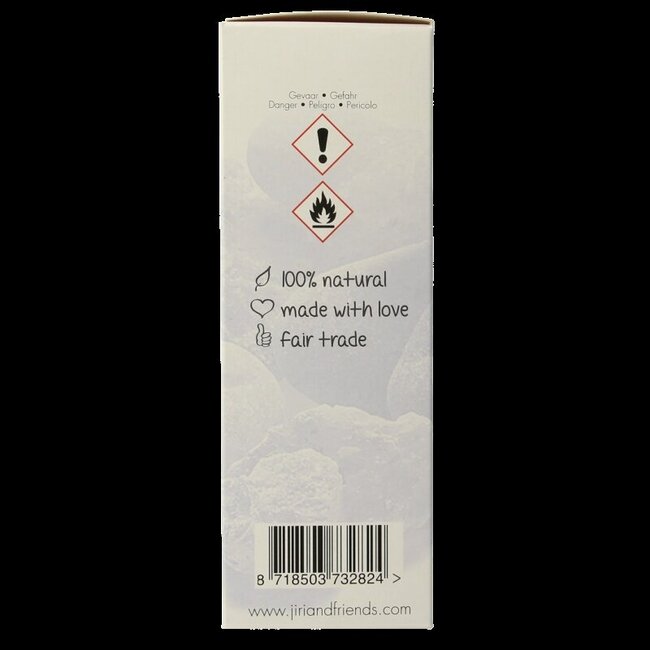 Gevaar • Gefahr
Danger • Peligro • Pericolo
100% natural
made with love
fair trade
8 718503 732824 >
www.jiriandfriends.com